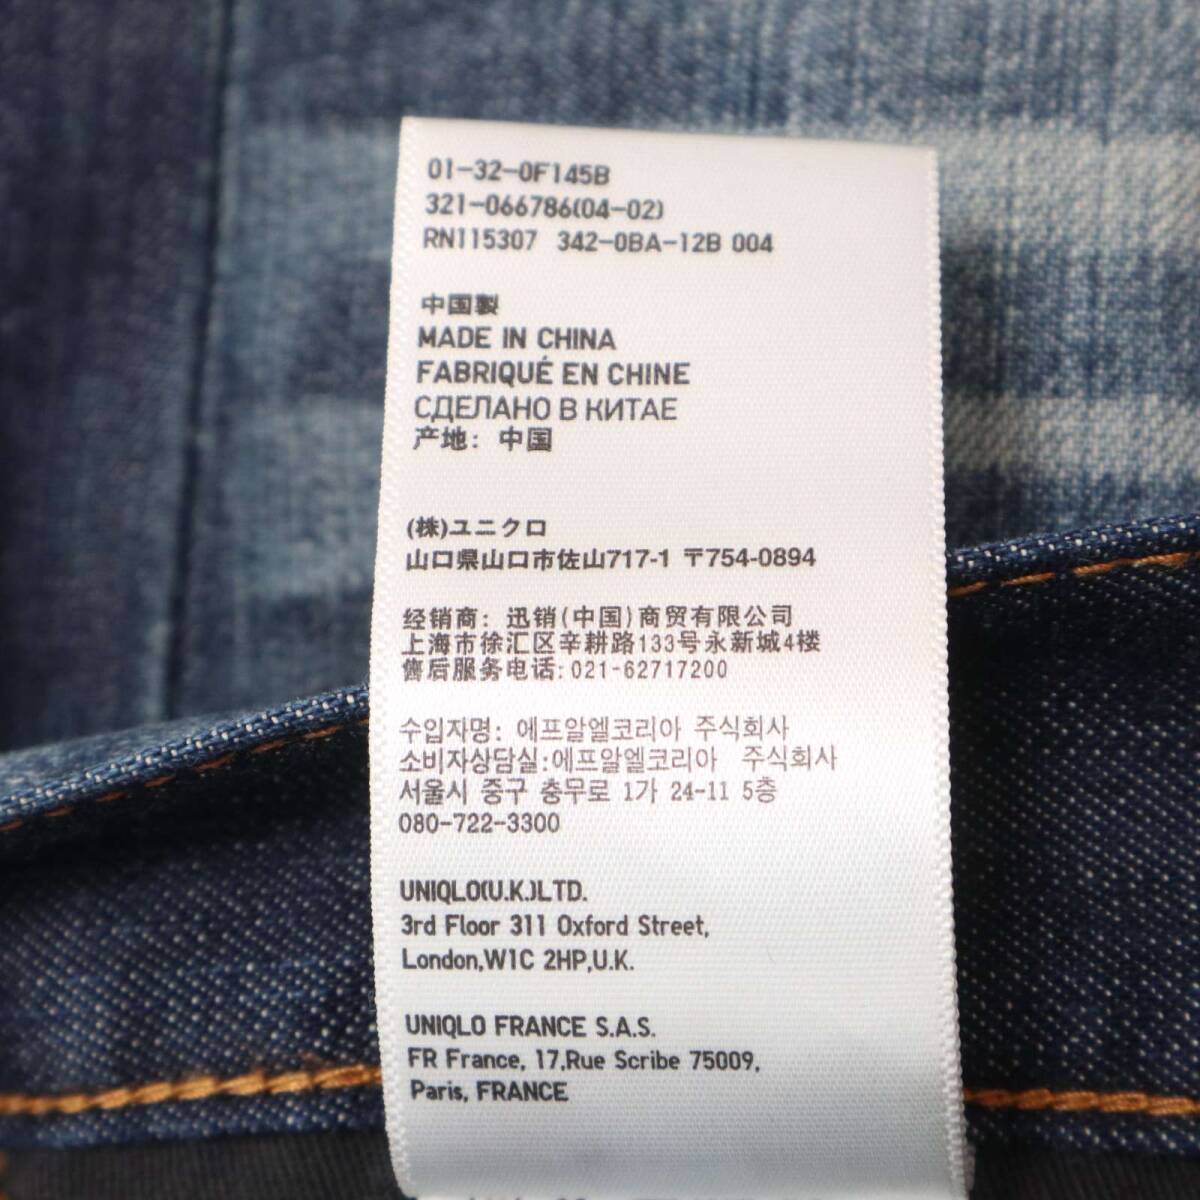 01-32-0F145B
321-066786(04-02)
RN115307 342-0BA-12B 004
中国製
MADE IN CHINA
FABRIQUÉ EN CHINE
СДЕЛАНО В КИТАЕ
产地: 中国
(株)ユニクロ
山口県山口市佐山717-1 〒754-0894
经销商: 迅销(中国)商贸有限公司
上海市徐汇区辛耕路133号永新城4楼
售后服务电话:021-62717200
수입자명: 에프알엘코리아 주식회사
소비자상담실:에프알엘코리아 주식회사
서울시 중구 충무로 1가 24-11 5층
080-722-3300
UNIQLO(U.K.)LTD.
3rd Floor 311 Oxford Street,
London,W1C 2HP,U.K.
UNIQLO FRANCE S.A.S.
FR France, 17,Rue Scribe 75009,
Paris, FRANCE